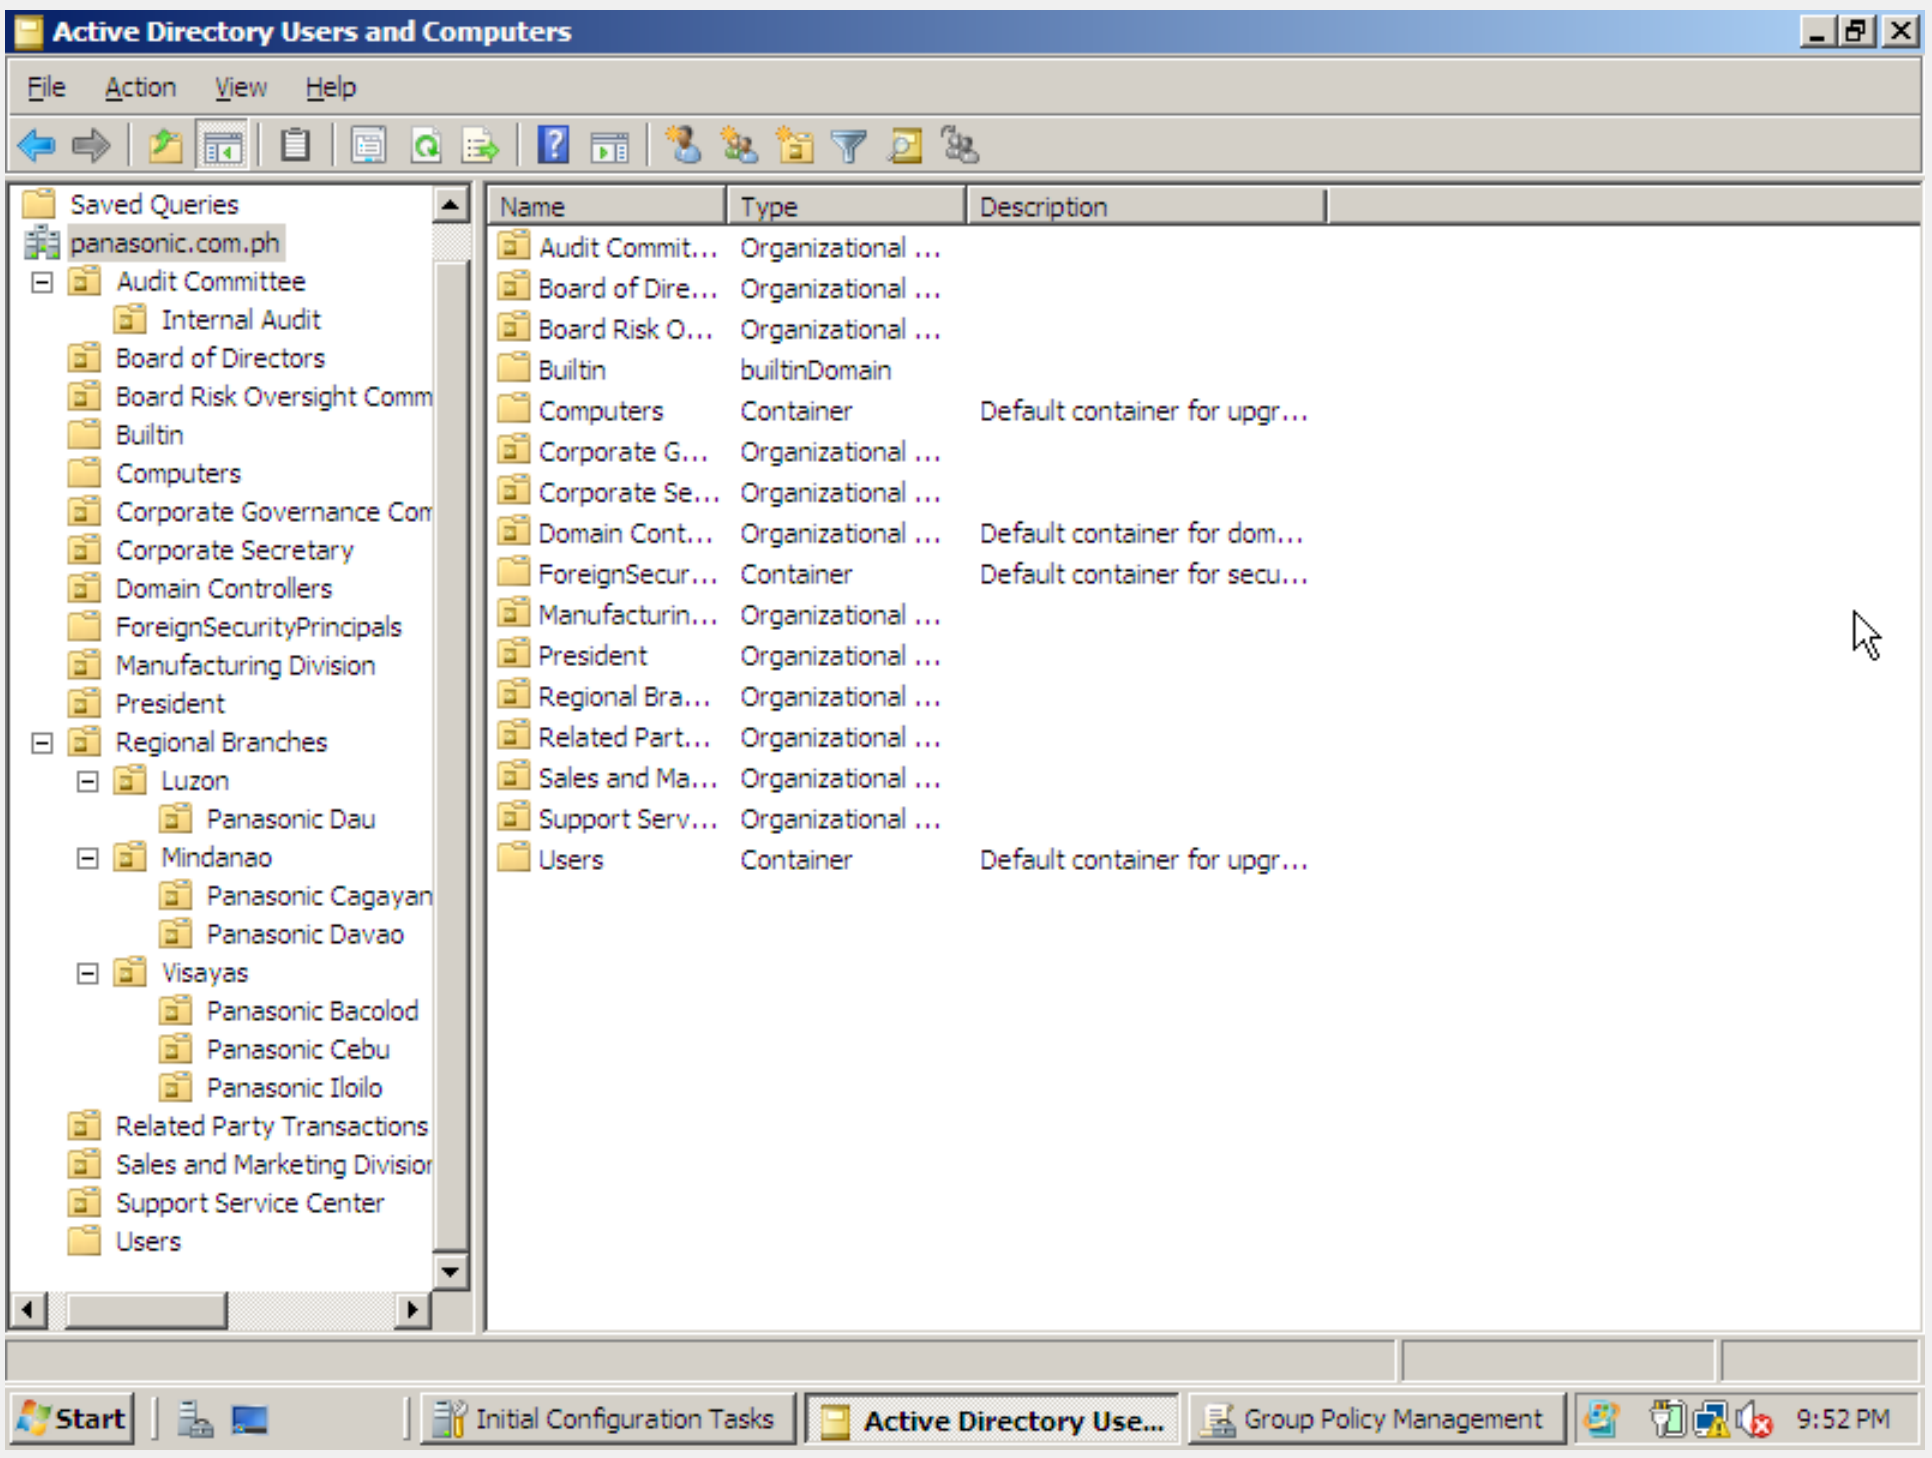 Active Directory Users and Computers
File Action View Help
Saved Queries
panasonic.com.ph
Audit Committee
Internal Audit
Board of Directors
Board Risk Oversight Comm
Builtin
Computers
Corporate Governance Com
Corporate Secretary
Domain Controllers
ForeignSecurityPrincipals
Manufacturing Division
President
Regional Branches
Luzon
Panasonic Dau
Mindanao
Panasonic Cagayan
Panasonic Davao
Visayas
Panasonic Bacolod
Panasonic Cebu
Panasonic Iloilo
Related Party Transactions
Sales and Marketing Division
Support Service Center
Users
Name Type Description
Audit Commit... Organizational ...
Board of Dire... Organizational ...
Board Risk O... Organizational ...
Builtin builtinDomain
Computers Container Default container for upgr...
Corporate G... Organizational ...
Corporate Se... Organizational ...
Domain Cont... Organizational ... Default container for dom...
ForeignSecur... Container Default container for secu...
Manufacturin... Organizational ...
President Organizational ...
Regional Bra... Organizational ...
Related Part... Organizational ...
Sales and Ma... Organizational ...
Support Serv... Organizational ...
Users Container Default container for upgr...
Start Initial Configuration Tasks Active Directory Use... Group Policy Management 9:52 PM